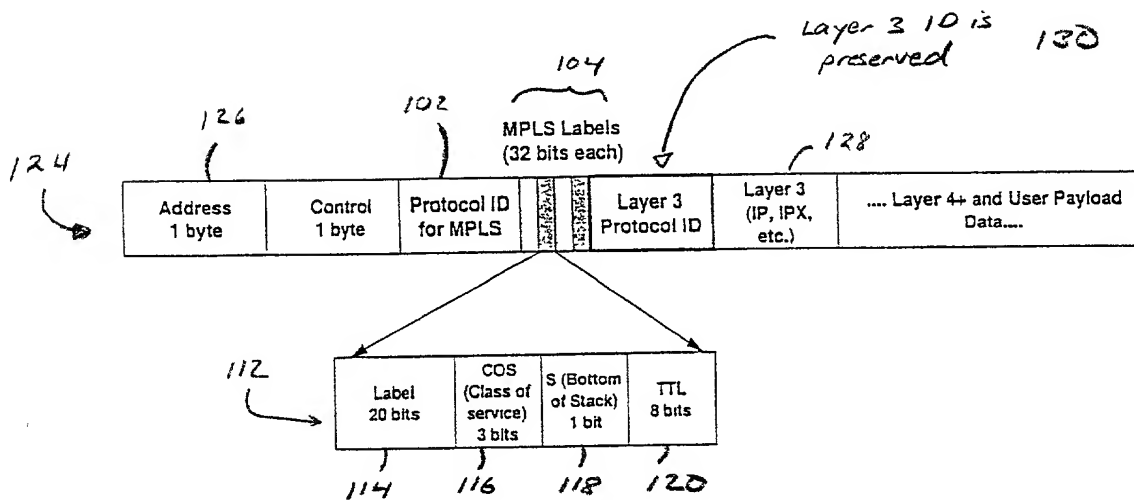 Layer 3 ID is
preserved
130
104
102
126
MPLS Labels
(32 bits each)
128
124
Address
1 byte
Control
1 byte
Protocol ID
for MPLS
Layer 3
Protocol ID
Layer 3
(IP, IPX,
etc.)
.... Layer 4+ and User Payload
Data....
112
Label
20 bits
COS
(Class of
service)
3 bits
S (Bottom
of Stack)
1 bit
TTL
8 bits
114
116
118
120